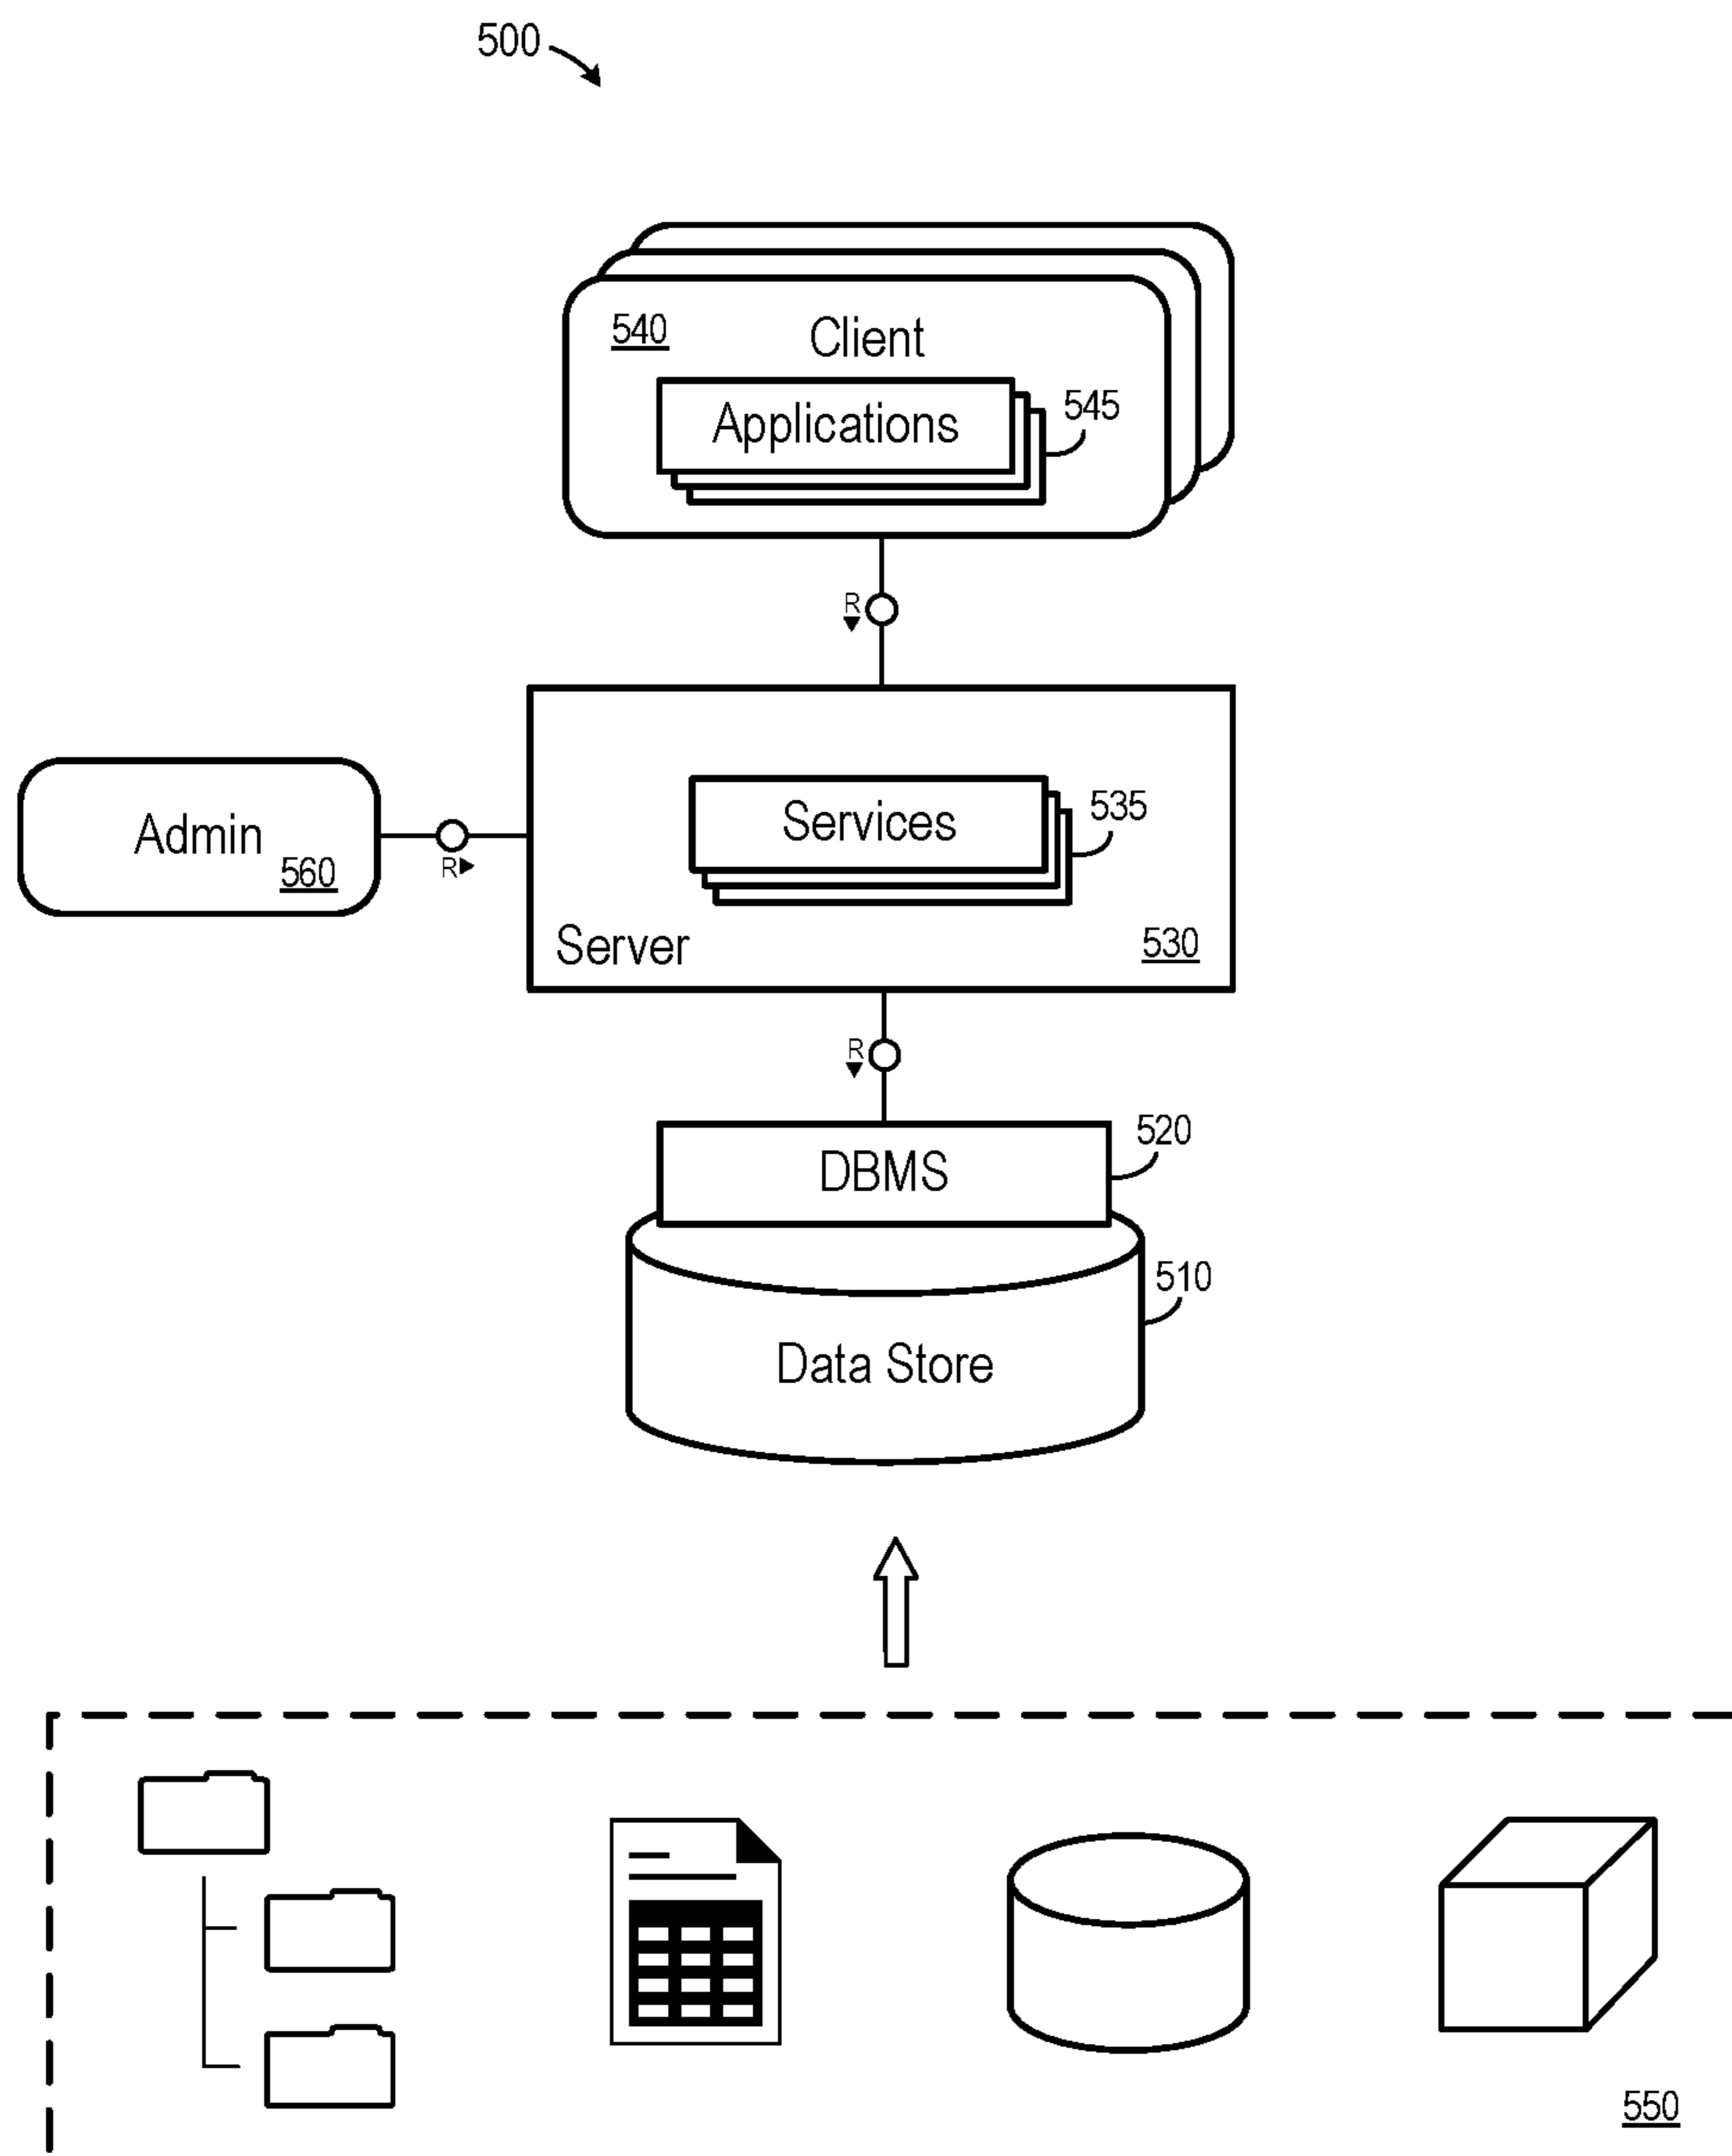 500
540
Client
Applications
545
R
Services
535
Admin
560
R
Server
530
R
DBMS
520
510
Data Store
550